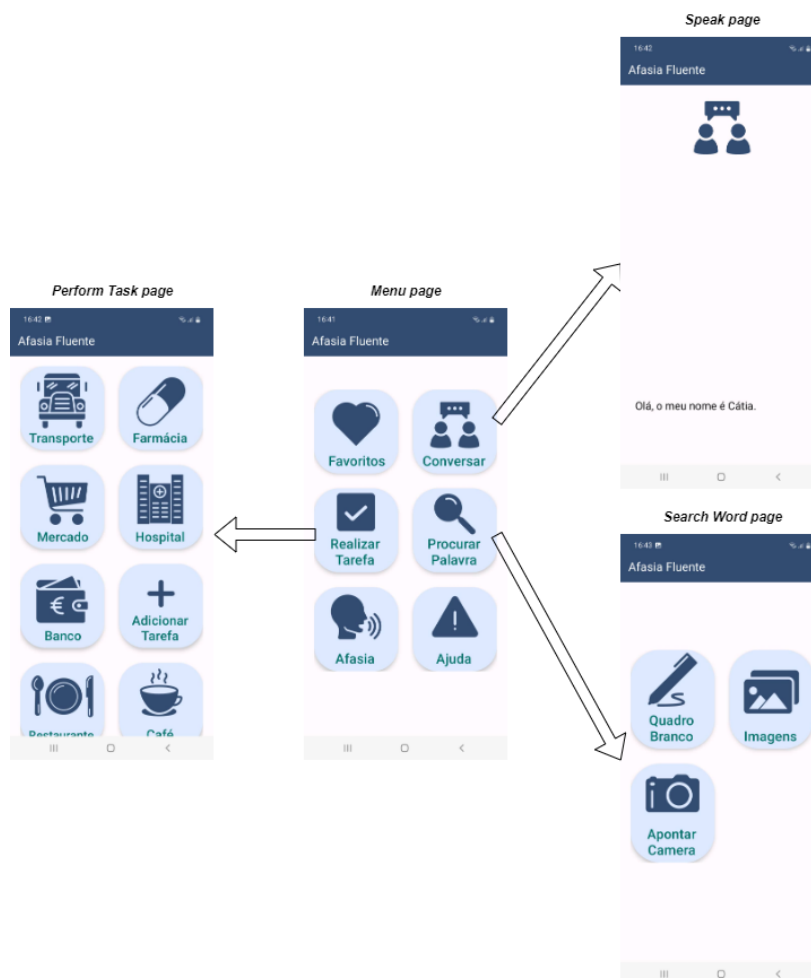 Speak page
16:42
Afasia Fluente
Olá, o meu nome é Cátia.
Perform Task page
16:42
Afasia Fluente
Transporte
Farmácia
Mercado
Hospital
€
Banco
Adicionar
Tarefa
Restaurante
Café
Menu page
16:41
Afasia Fluente
Favoritos
Conversar
Realizar
Tarefa
Procurar
Palavra
Afasia
Ajuda
Search Word page
16:43
Afasia Fluente
Quadro
Branco
Imagens
Apontar
Camera